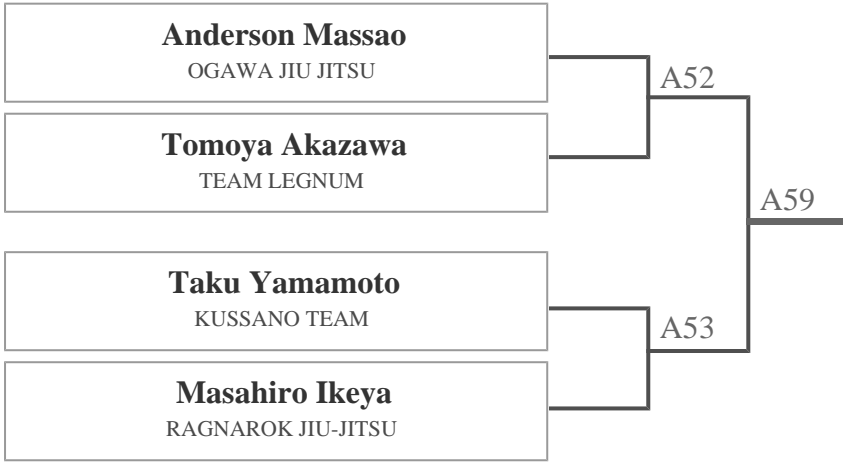 Anderson Massao
OGAWA JIU JITSU
A52
Tomoya Akazawa
TEAM LEGNUM
A59
Taku Yamamoto
KUSSANO TEAM
A53
Masahiro Ikeya
RAGNAROK JIU-JITSU